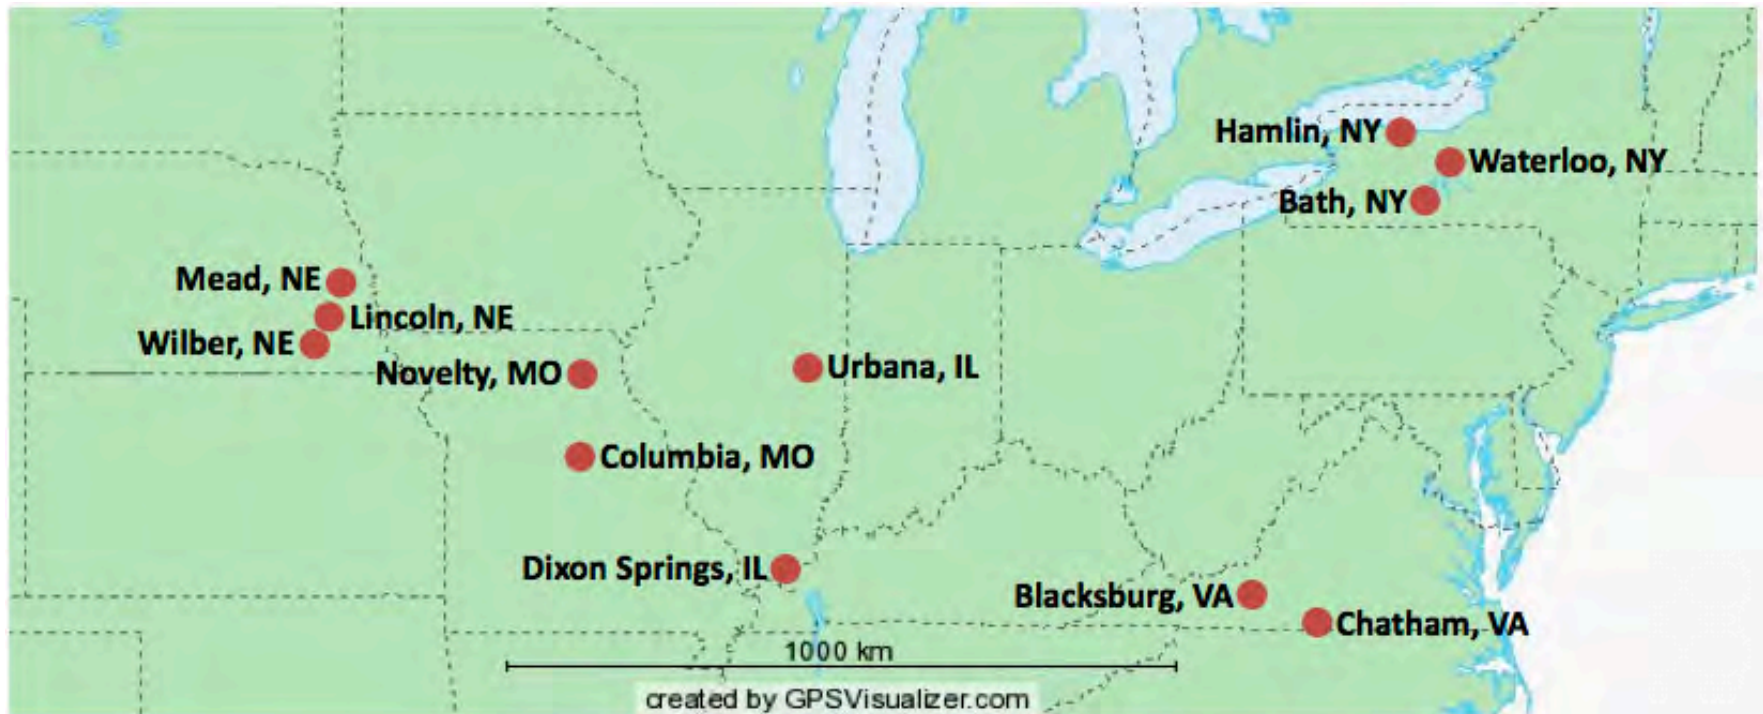 Hamlin, NY
Waterloo, NY
Bath, NY
Mead, NE
Lincoln, NE
Wilber, NE
Novelty, MO
Urbana, IL
Columbia, MO
Dixon Springs, IL
Blacksburg, VA
Chatham, VA
1000 km
created by GPSVisualizer.com